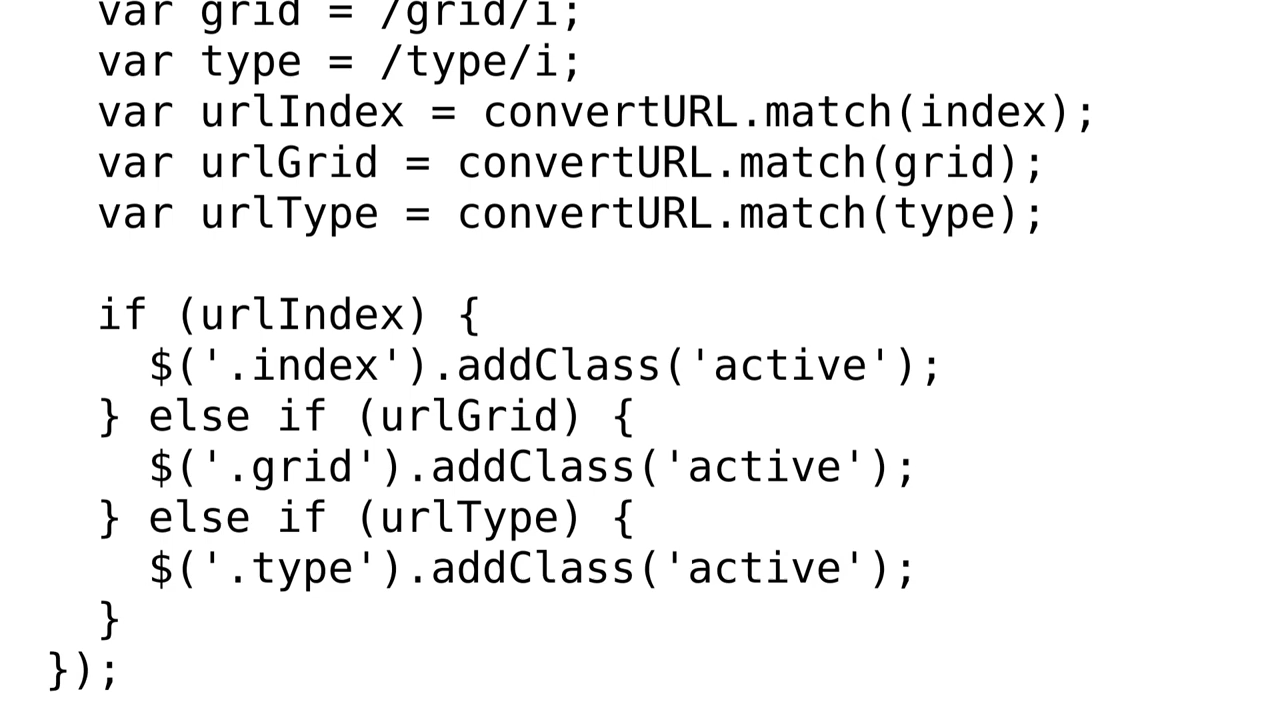 var grid = /grid/i;
var type = /type/i;
var urlIndex = convertURL.match(index);
var urlGrid = convertURL.match(grid);
var urlType = convertURL.match(type);
if (urlIndex) {
$('.index').addClass('active');
} else if (urlGrid) {
$('.grid').addClass('active');
} else if (urlType) {
$('.type').addClass('active');
}
});